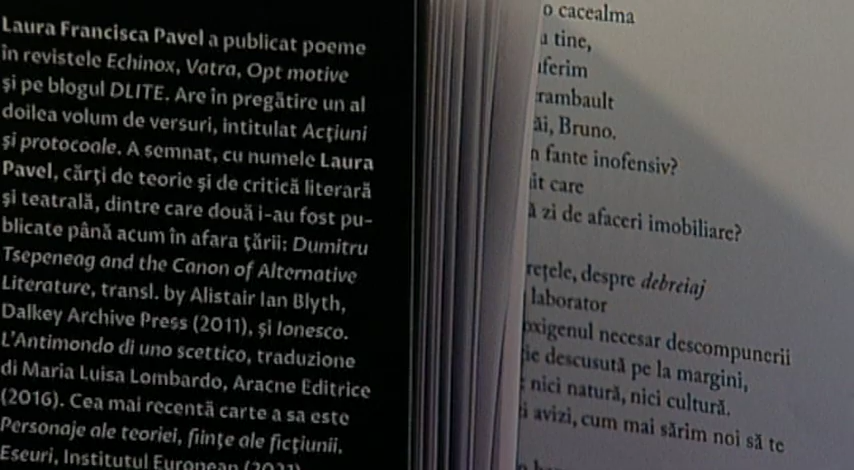 Laura Francisca Pavel a publicat poeme
în revistele Echinox, Vatra, Opt motive
și pe blogul DLITE. Are în pregătire un al
doilea volum de versuri, intitulat Acțiuni
și protocoale. A semnat, cu numele Laura
Pavel, cărți de teorie și de critică literară
și teatrală, dintre care două i-au fost pu-
blicate până acum în afara țării: Dumitru
Tsepeneag and the Canon of Alternative
Literature, transl. by Alistair Ian Blyth,
Dalkey Archive Press (2011), și Ionesco.
L'Antimondo di uno scettico, traduzione
di Maria Luisa Lombardo, Aracne Editrice
(2016). Cea mai recentă carte a sa este
Personaje ale teoriei, ființe ale ficțiunii.
Eseuri, Institutul European (2021)
o cacealma
tine,
Bruno.
fante inofensiv?
care
zi de afaceri imobiliare?
despre debreiaj
laborator
oxigenul necesar descompunerii
descusută pe la margini,
nici natură, nici cultură.
avizi, cum mai sărim noi să te